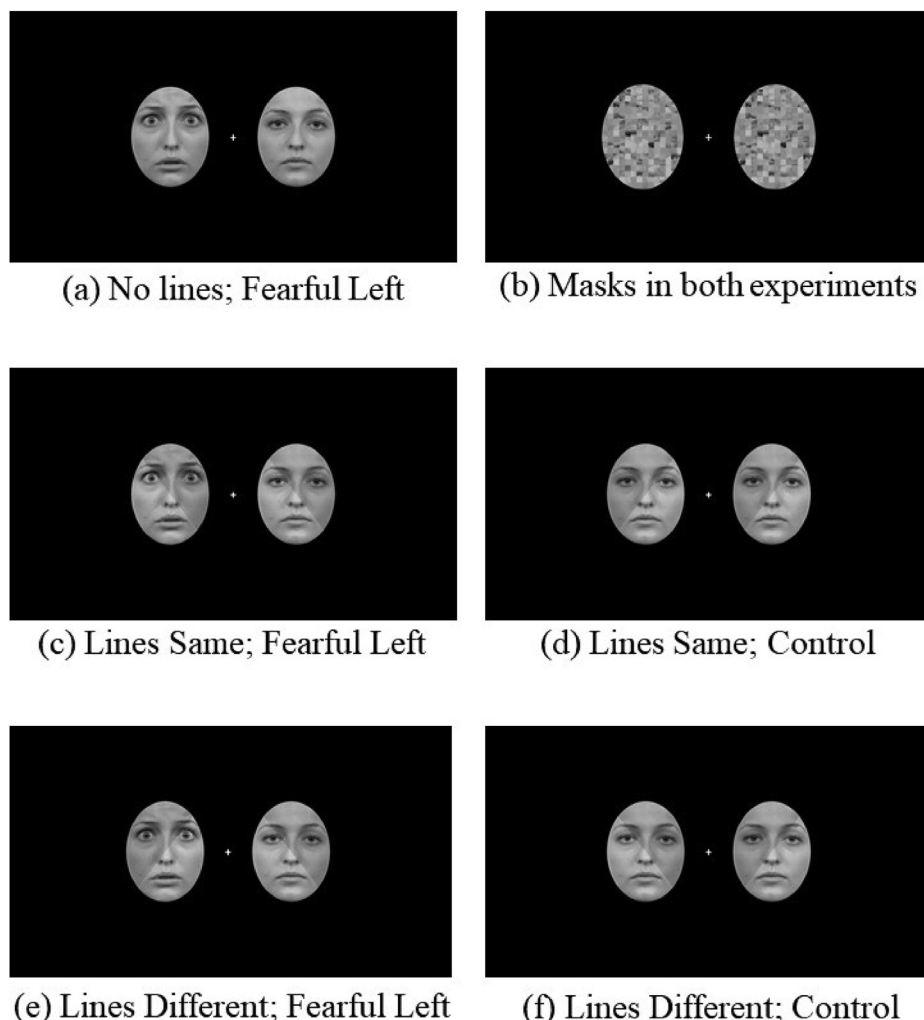 (a) No lines; Fearful Left
(b) Masks in both experiments
(c) Lines Same; Fearful Left
(d) Lines Same; Control
(e) Lines Different; Fearful Left
(f) Lines Different; Control